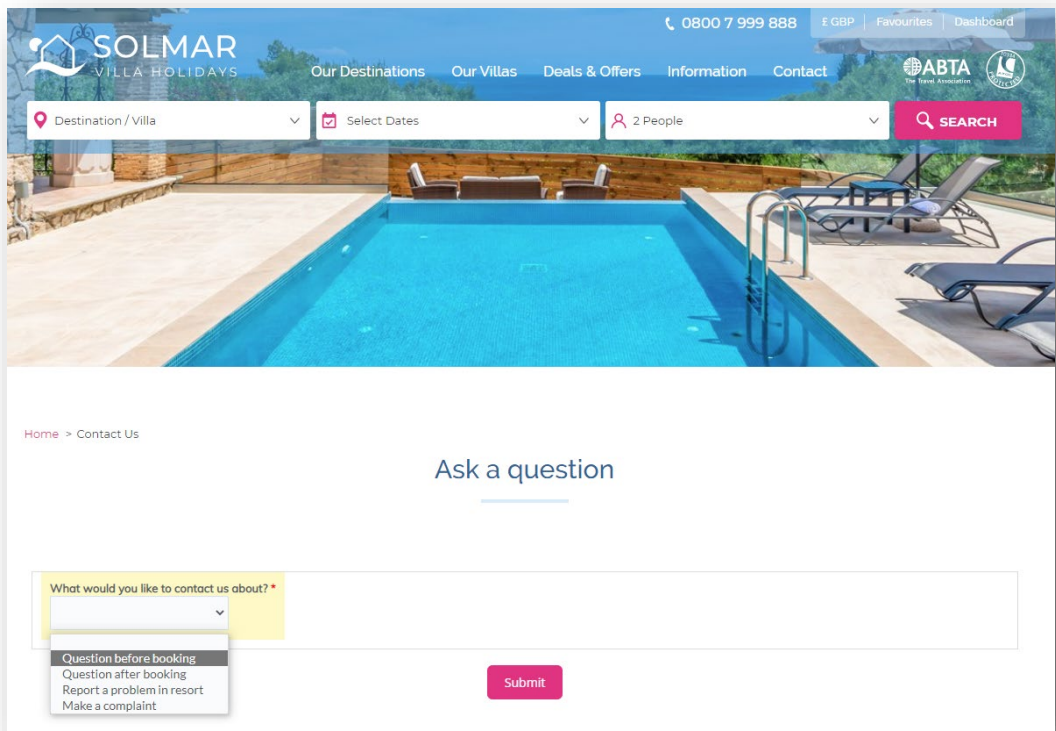 0800 7 999 888
£ GBP
Favourites
Dashboard
SOLMAR
VILLA HOLIDAYS
Our Destinations
Our Villas
Deals & Offers
Information
Contact
ABTA
The Travel Association
Destination / Villa
Select Dates
2 People
SEARCH
Home > Contact Us
Ask a question
What would you like to contact us about? *
Question before booking
Question after booking
Report a problem in resort
Make a complaint
Submit